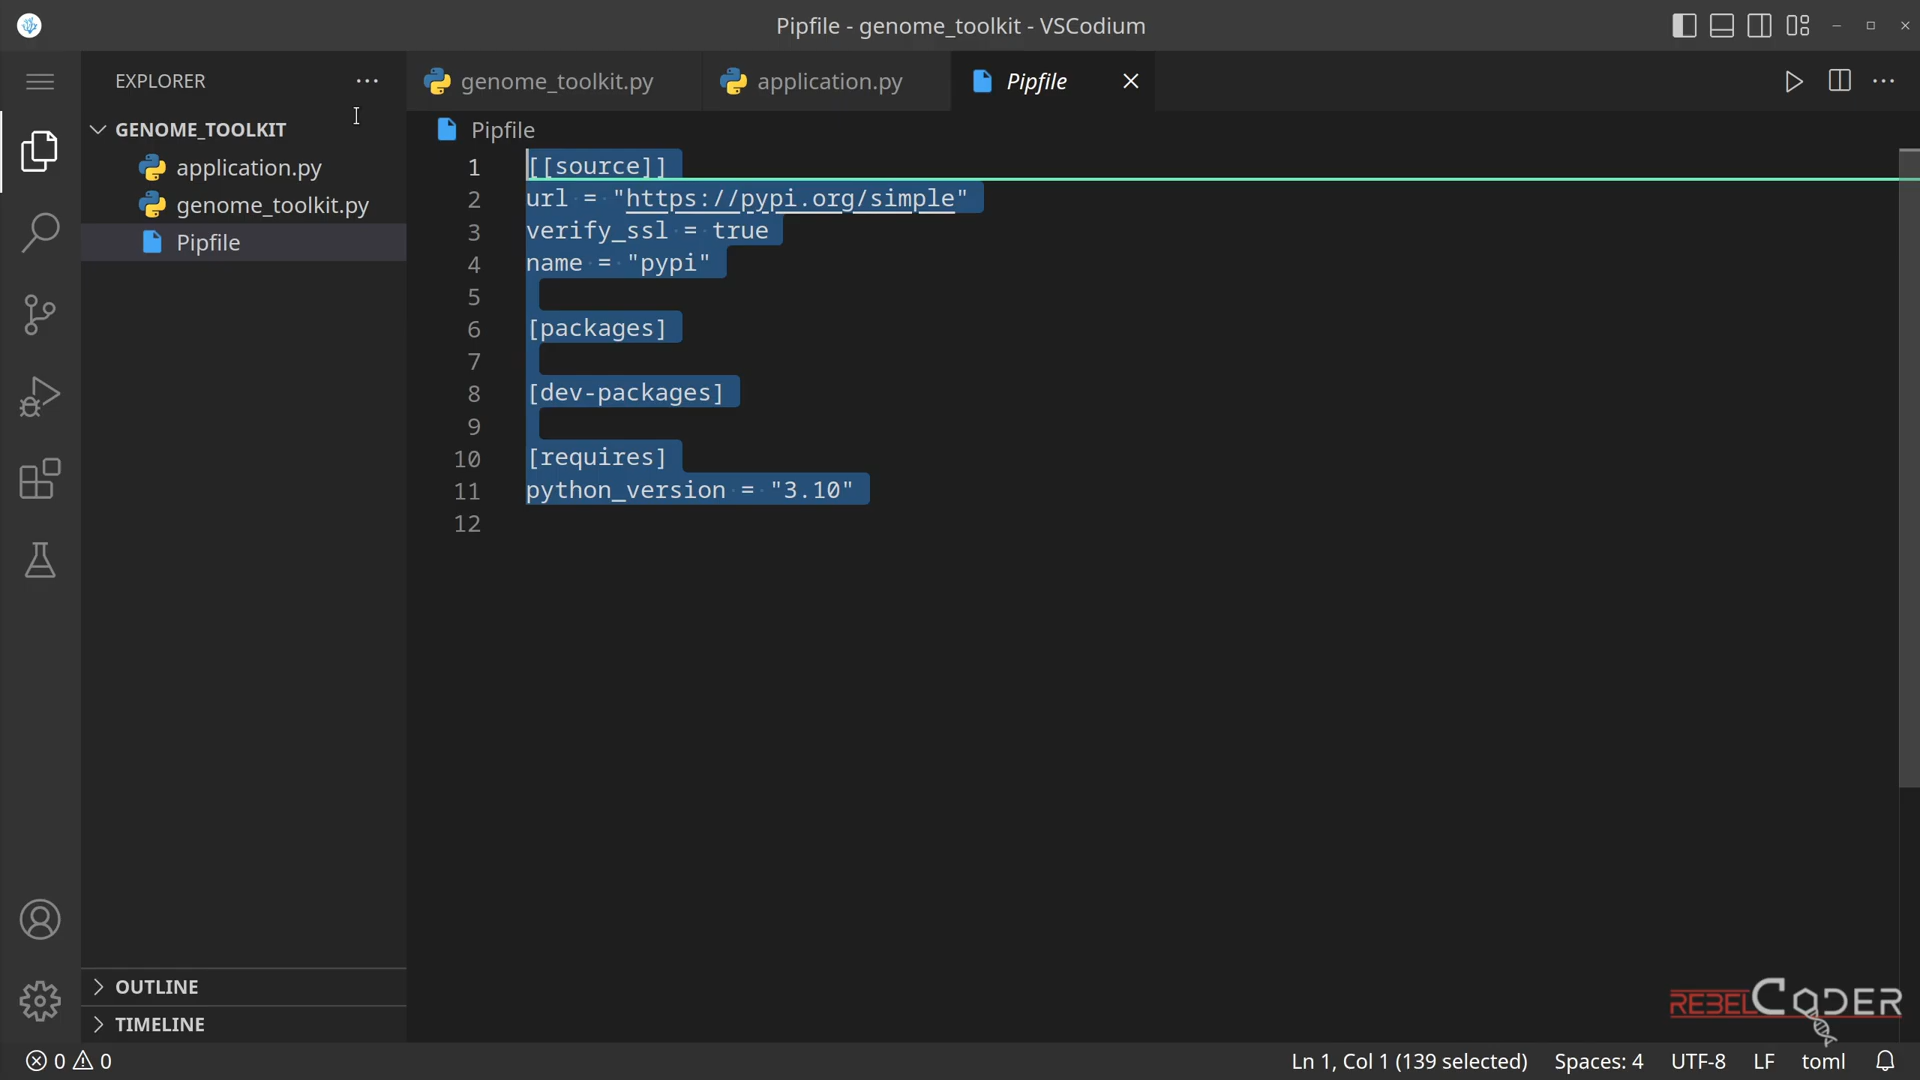 Pipfile - genome_toolkit - VSCodium
EXPLORER
genome_toolkit.py
application.py
Pipfile
GENOME_TOOLKIT
application.py
genome_toolkit.py
Pipfile
Pipfile
1 [[source]]
2 url = "https://pypi.org/simple"
3 verify_ssl = true
4 name = "pypi"
5
6 [packages]
7
8 [dev-packages]
9
10 [requires]
11 python_version = "3.10"
12
OUTLINE
TIMELINE
REBELCODER
0 0
Ln 1, Col 1 (139 selected) Spaces: 4 UTF-8 LF toml